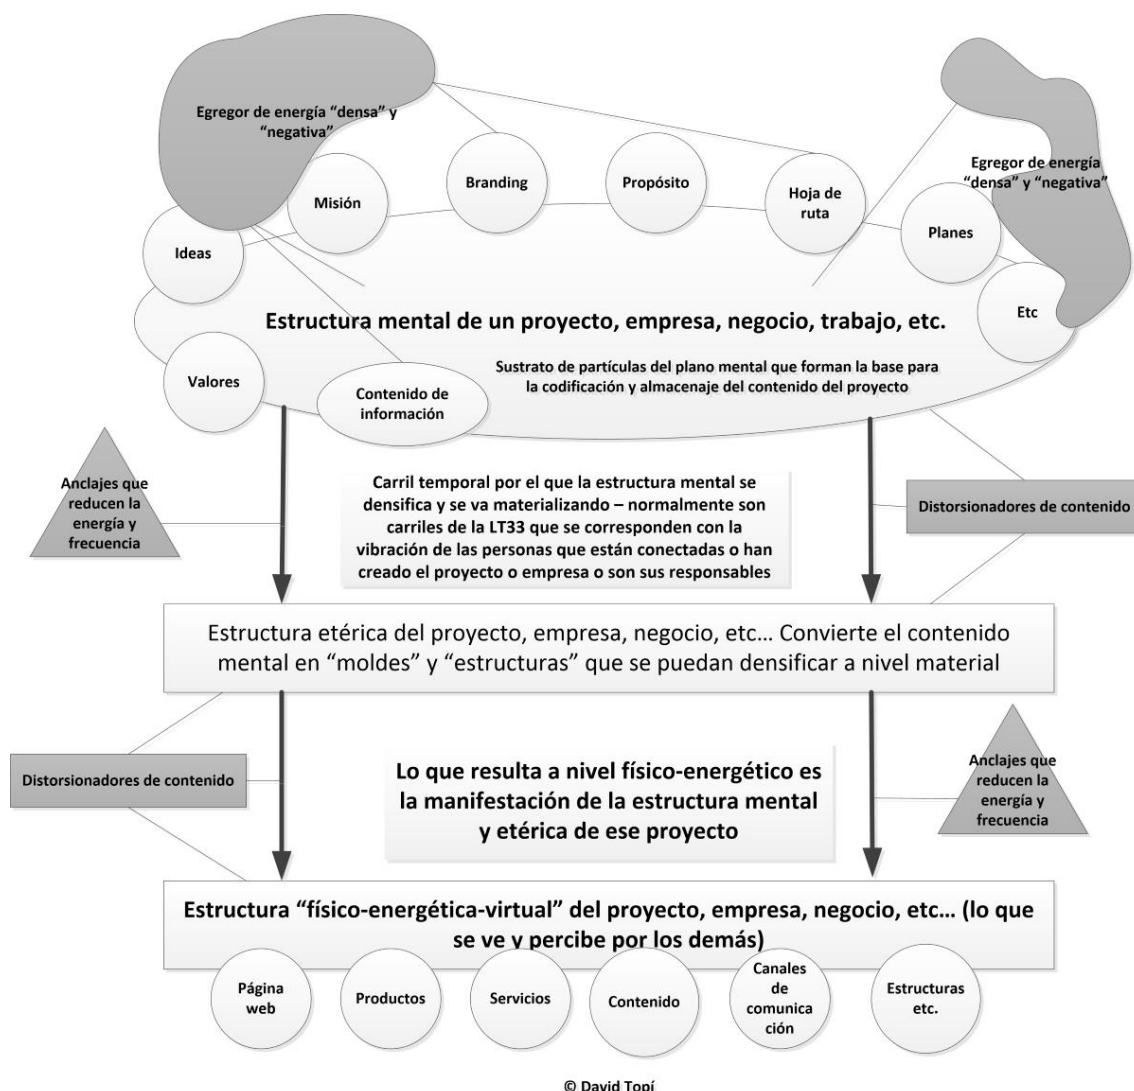 Egregor de energía “densa” y
“negativa”
Egregor de energía
“densa” y “negativa”
Ideas
Misión
Branding
Propósito
Hoja de
ruta
Planes
Etc
Estructura mental de un proyecto, empresa, negocio, trabajo, etc.
Sustrato de partículas del plano mental que forman la base para
la codificación y almacenaje del contenido del proyecto
Valores
Contenido de
información
Anclajes que
reducen la
energía y
frecuencia
Carril temporal por el que la estructura mental se
densifica y se va materializando – normalmente son
carriles de la LT33 que se corresponden con la
vibración de las personas que están conectadas o han
creado el proyecto o empresa o son sus responsables
Distorsionadores de contenido
Estructura etérica del proyecto, empresa, negocio, etc... Convierte el contenido
mental en “moldes” y “estructuras” que se puedan densificar a nivel material
Distorsionadores de contenido
Lo que resulta a nivel físico-energético es
la manifestación de la estructura mental
y etérica de ese proyecto
Anclajes que
reducen la
energía y
frecuencia
Estructura “físico-energética-virtual” del proyecto, empresa, negocio, etc... (lo que
se ve y percibe por los demás)
Página
web
Productos
Servicios
Contenido
Canales
de
comunica
ción
Estructuras
etc.
© David Topí